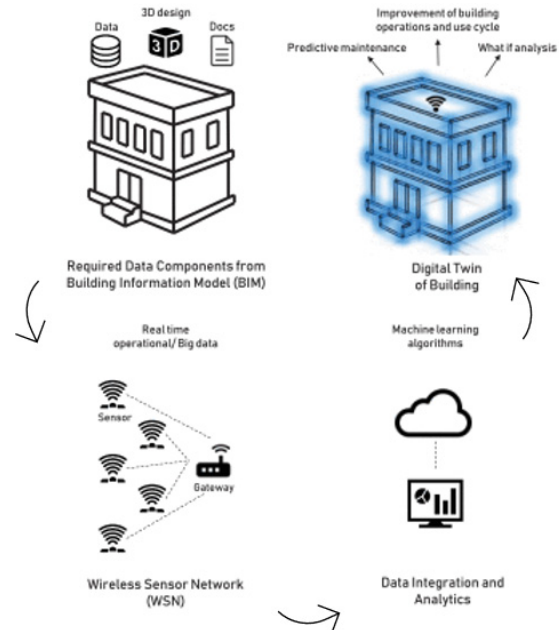 3D design
Data
3D
Docs
Required Data Components from
Building Information Model (BIM)
Improvement of building
operations and use cycle
Predictive maintenance
What if analysis
Digital Twin
of Building
Real time
operational/ Big data
Sensor
Gateway
Wireless Sensor Network
(WSN)
Machine learning
algorithms
Data Integration and
Analytics